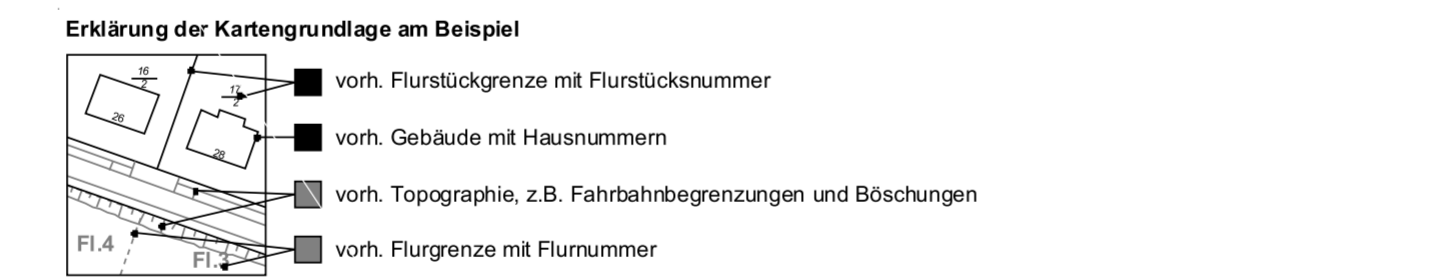 Erklärung der Kartengrundlage am Beispiel
16
2
26
17
2
28
Fl.4
Fl.3
vorh. Flurstückgrenze mit Flurstücksnummer
vorh. Gebäude mit Hausnummern
vorh. Topographie, z.B. Fahrbahnbegrenzungen und Böschungen
vorh. Flurgrenze mit Flurnummer